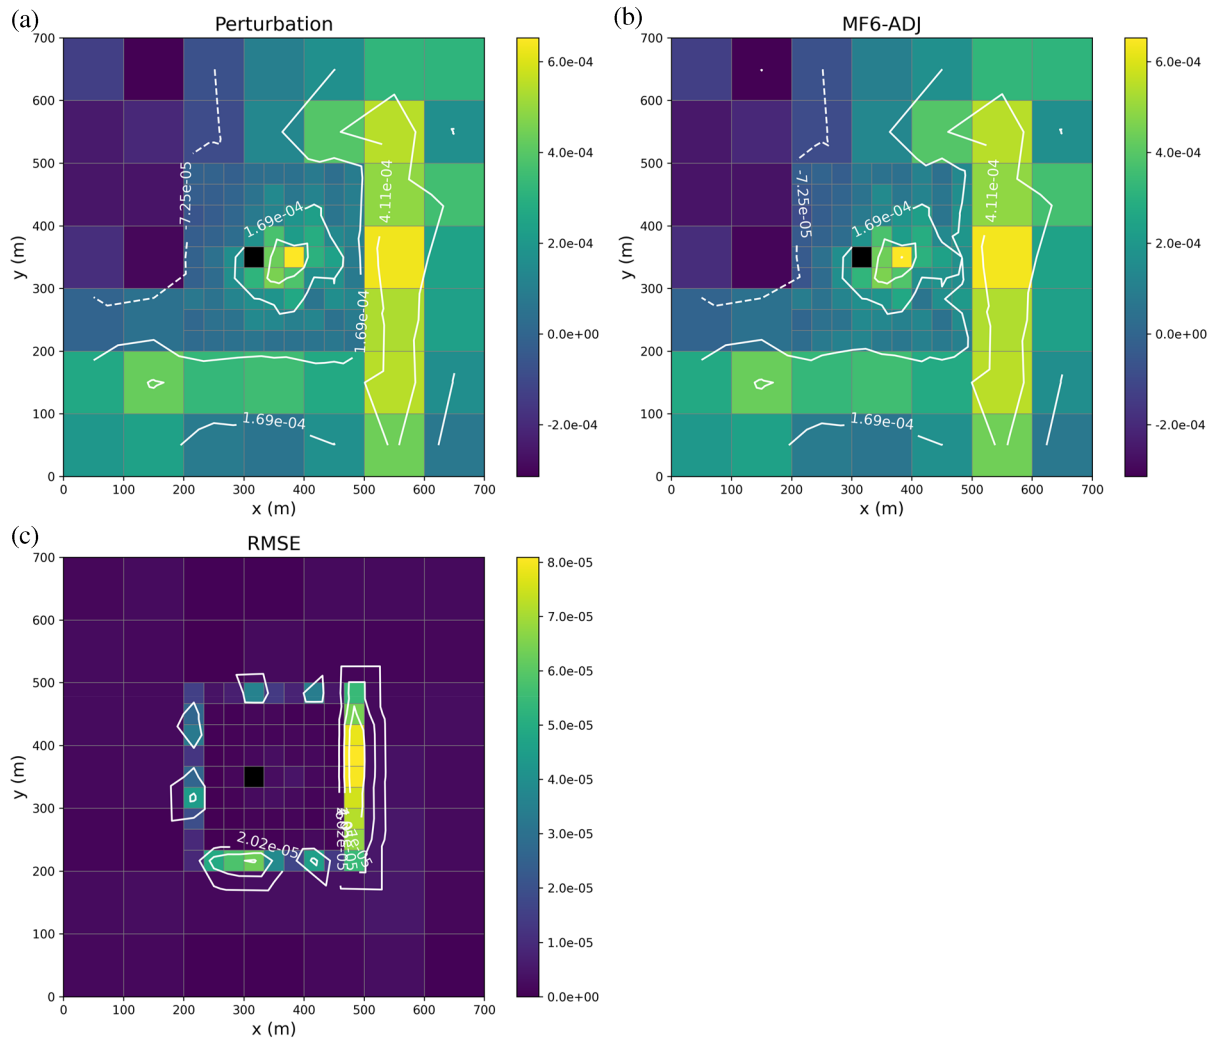 (a)
Perturbation
700
600
500
400
300
200
100
0
0 100 200 300 400 500 600 700
y (m)
x (m)
-7.25e-05
1.69e-04
4.11e-04
1.69e-04
1.69e-04
6.0e-04
4.0e-04
2.0e-04
0.0e+00
-2.0e-04
(b)
MF6-ADJ
700
600
500
400
300
200
100
0
0 100 200 300 400 500 600 700
y (m)
x (m)
-7.25e-05
1.69e-04
4.11e-04
1.69e-04
6.0e-04
4.0e-04
2.0e-04
0.0e+00
-2.0e-04
(c)
RMSE
700
600
500
400
300
200
100
0
0 100 200 300 400 500 600 700
y (m)
x (m)
2.02e-05
8.0e-05
7.0e-05
6.0e-05
5.0e-05
4.0e-05
3.0e-05
2.0e-05
1.0e-05
0.0e+00